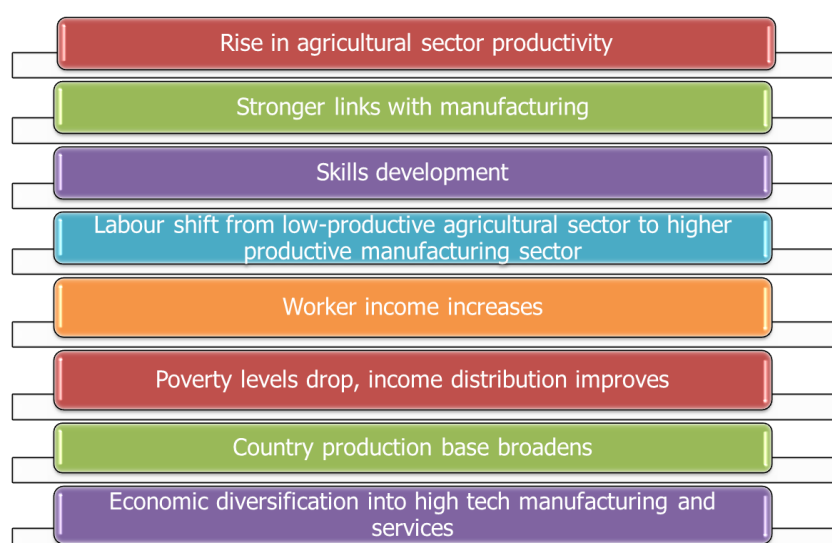 Rise in agricultural sector productivity
Stronger links with manufacturing
Skills development
Labour shift from low-productive agricultural sector to higher
productive manufacturing sector
Worker income increases
Poverty levels drop, income distribution improves
Country production base broadens
Economic diversification into high tech manufacturing and
services